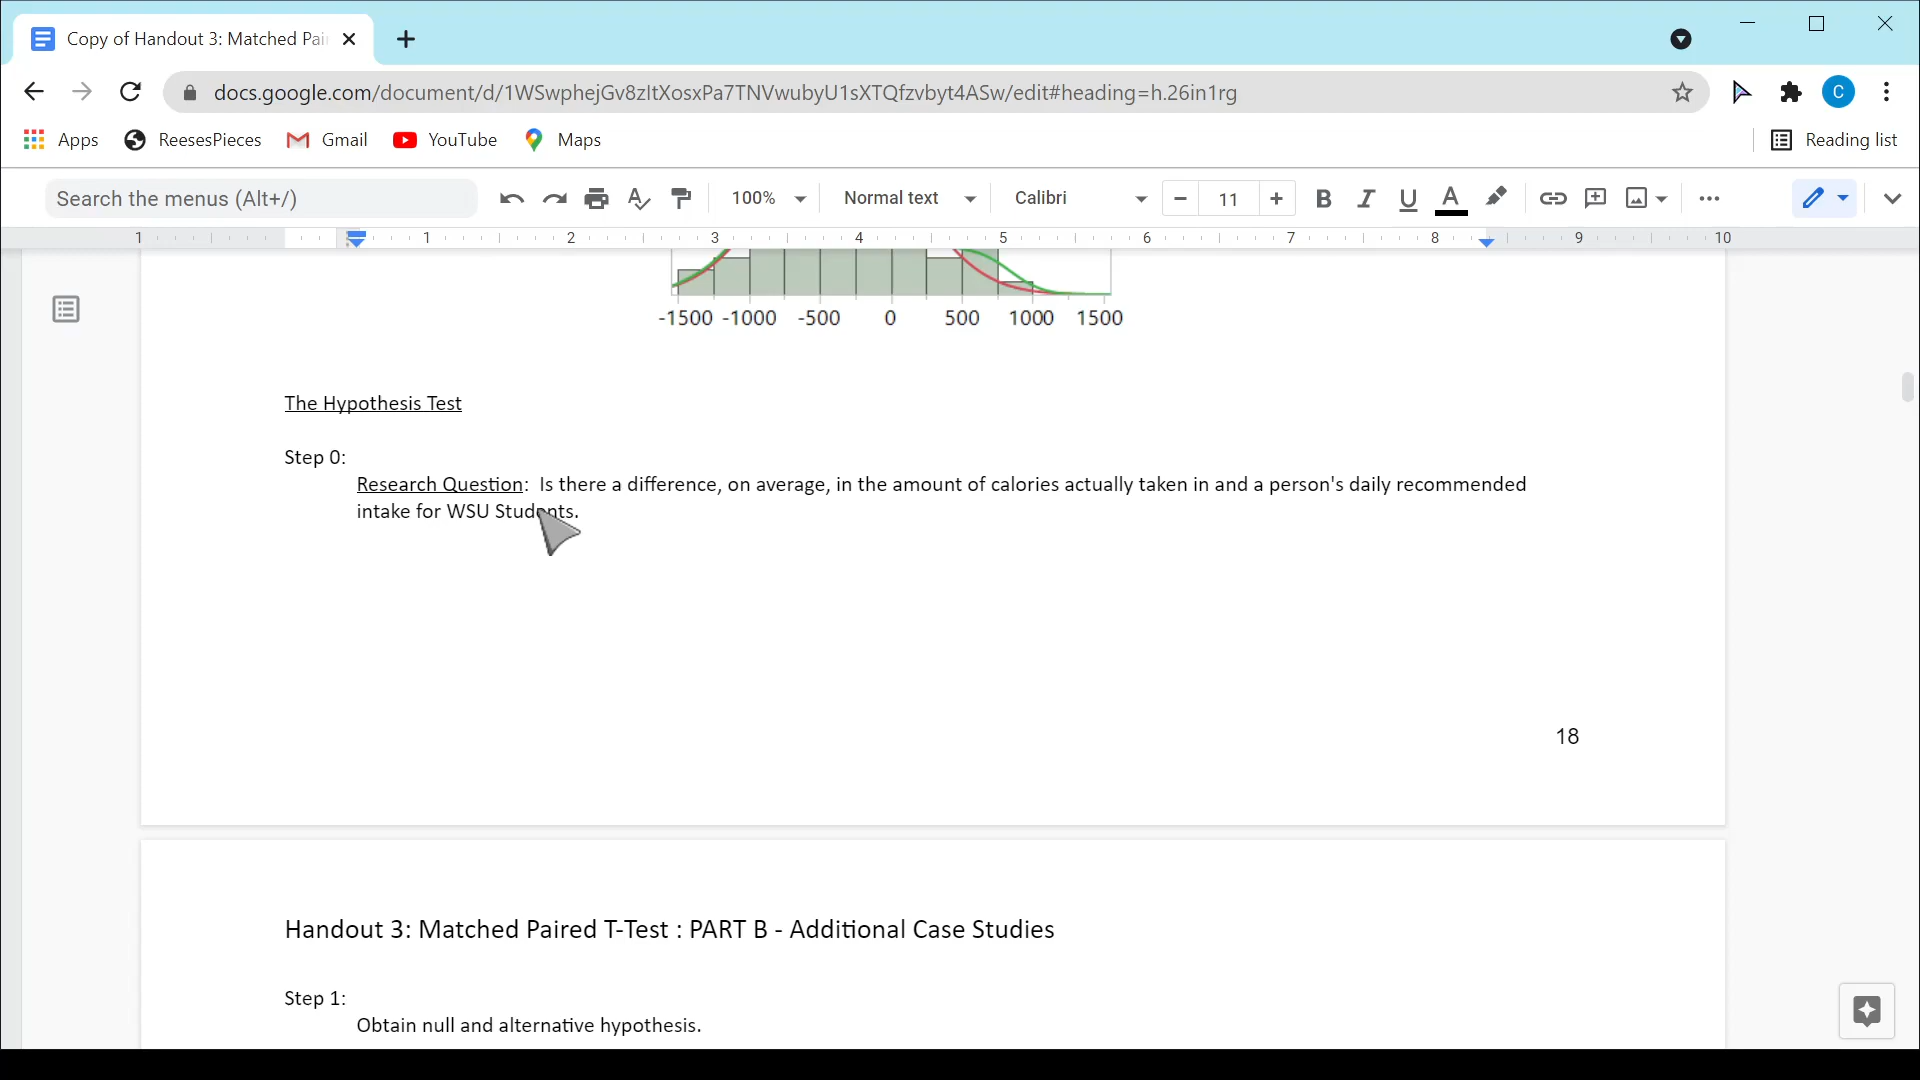 Copy of Handout 3: Matched Pai
docs.google.com/document/d/1WSwphejGv8zItXosxPa7TNVwubyU1sXTQfzvbyt4ASw/edit#heading=h.26in1rg
C
Apps ReesesPieces Gmail YouTube Maps Reading list
Search the menus (Alt+/) 100% Normal text Calibri 11 B I U A
1 1 2 3 4 5 6 7 8 9 10
-1500 -1000 -500 0 500 1000 1500
The Hypothesis Test
Step 0:
Research Question: Is there a difference, on average, in the amount of calories actually taken in and a person's daily recommended
intake for WSU Students.
18
Handout 3: Matched Paired T-Test : PART B - Additional Case Studies
Step 1:
Obtain null and alternative hypothesis.